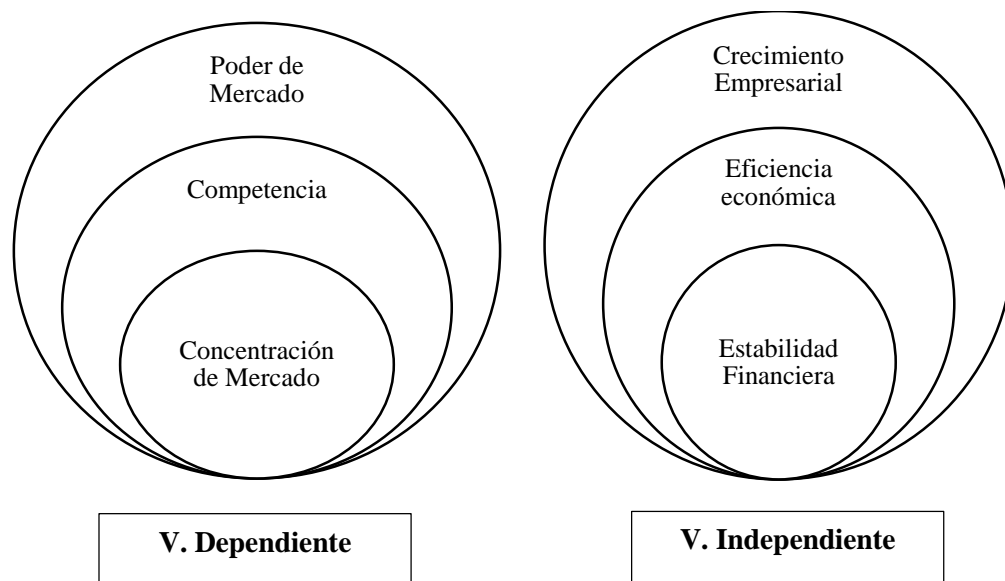 Poder de
Mercado
Competencia
Concentración
de Mercado
V. Dependiente
Crecimiento
Empresarial
Eficiencia
económica
Estabilidad
Financiera
V. Independiente